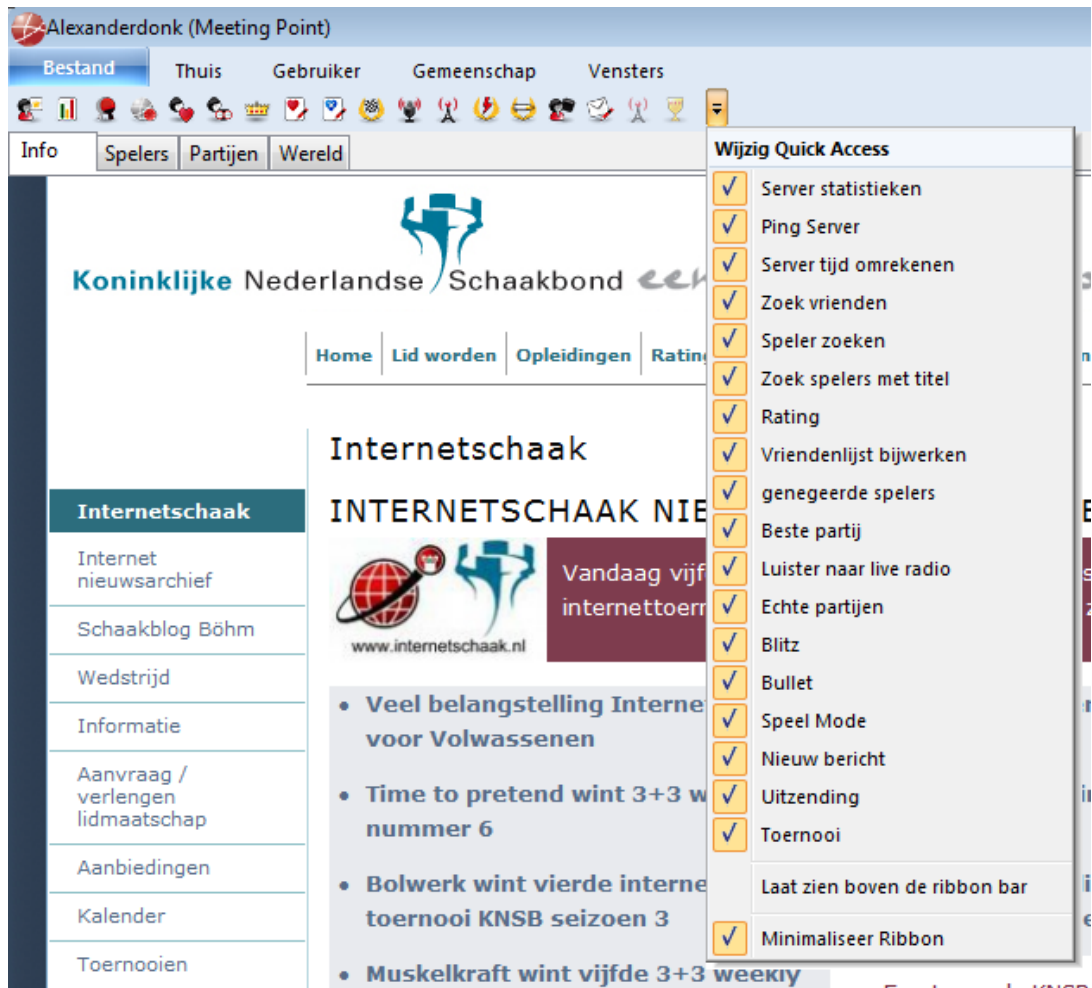 Alexanderdonk (Meeting Point)
Bestand Thuis Gebruiker Gemeenschap Vensters
Info Spelers Partijen Wereld
Koninklijke Nederlandse Schaakbond
Home Lid worden Opleidingen
Internetschaak
INTERNETSCHAAK
Vandaag
www.internetschaak.nl
Internetschaak
Internet
nieuwsarchief
Schaakblog Böhm
Wedstrijd
Informatie
Aanvraag /
verlengen
lidmaatschap
Aanbiedingen
Kalender
Toernooien
• Veel belangstelling
voor Volwassenen
• Time to pretend wint 3+3
nummer 6
• Bolwerk wint vierde
toernooi KNSB seizoen 3
• Muskelkraft wint vijfde 3+3 weekly
Wijzig Quick Access
Server statistieken
Ping Server
Server tijd omrekenen
Zoek vrienden
Speler zoeken
Zoek spelers met titel
Rating
Vriendenlijst bijwerken
genegeerde spelers
Beste partij
Luister naar live radio
Echte partijen
Blitz
Bullet
Speel Mode
Nieuw bericht
Uitzending
Toernooi
Laat zien boven de ribbon bar
Minimaliseer Ribbon